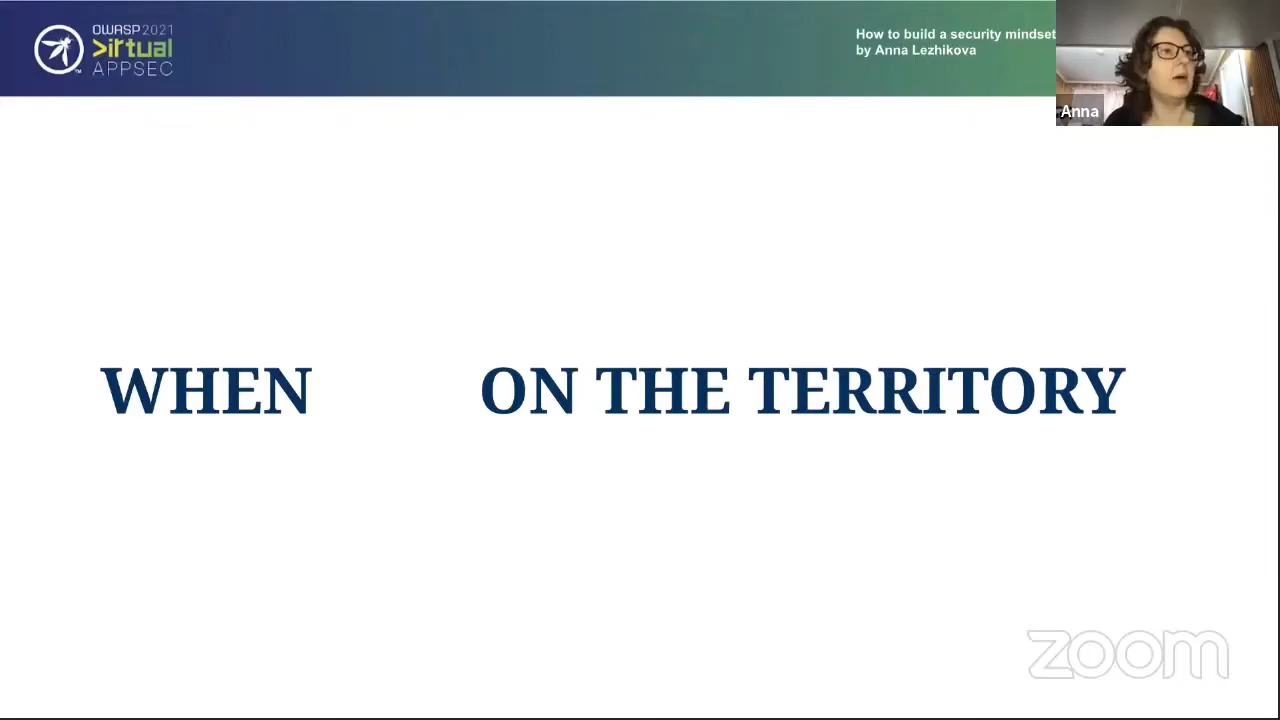 OWASP 2021
>irtual
APPSEC
How to build a security mindset
by Anna Lezhikova
Anna
WHEN ON THE TERRITORY
zoom